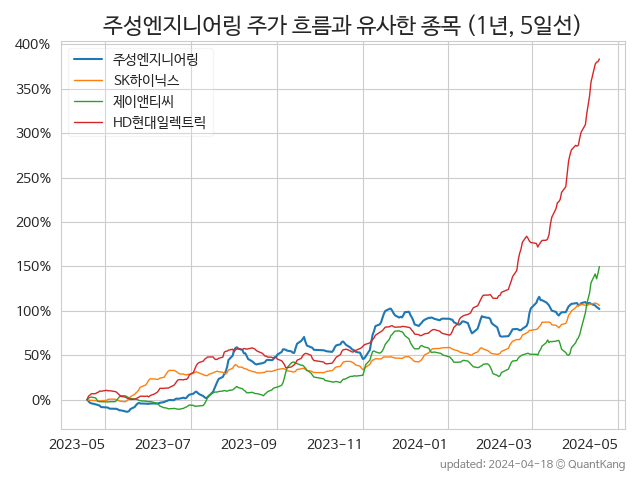 주성엔지니어링 주가 흐름과 유사한 종목 (1년, 5일선)
400%
350%
300%
250%
200%
150%
100%
50%
0%
주성엔지니어링
SK하이닉스
제이앤티씨
HD현대일렉트릭
2023-05 2023-07 2023-09 2023-11 2024-01 2024-03 2024-05
updated: 2024-04-18 © QuantKang